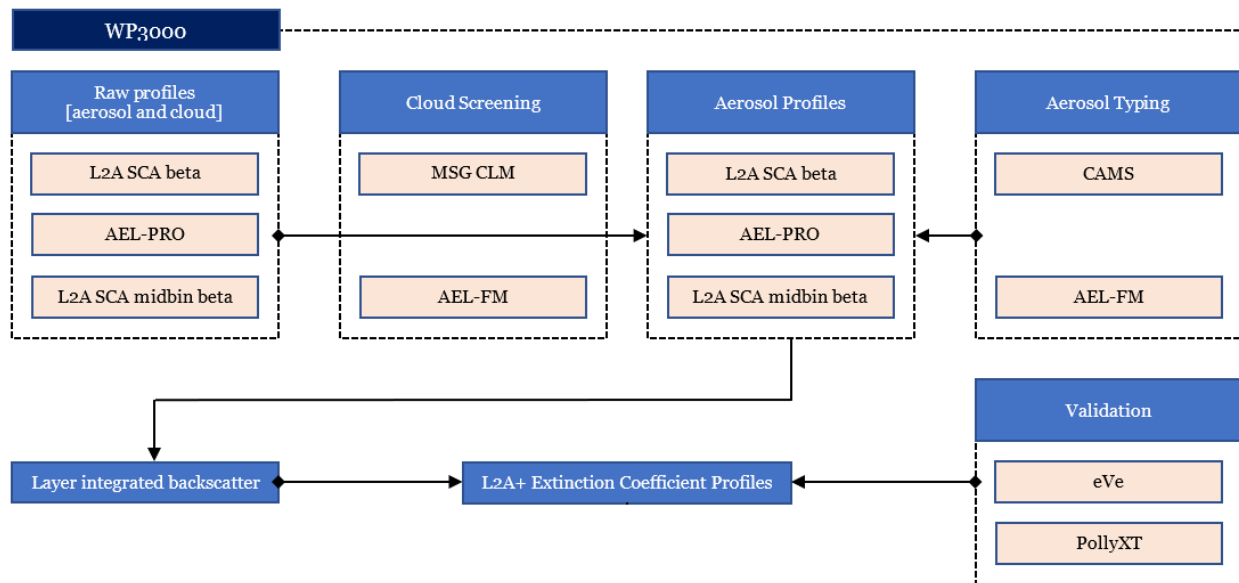 WP3000
Raw profiles
[aerosol and cloud]
L2A SCA beta
AEL-PRO
L2A SCA midbin beta
Cloud Screening
MSG CLM
AEL-FM
Aerosol Profiles
L2A SCA beta
AEL-PRO
L2A SCA midbin beta
Aerosol Typing
CAMS
AEL-FM
Layer integrated backscatter
L2A+ Extinction Coefficient Profiles
Validation
eVe
PollyXT